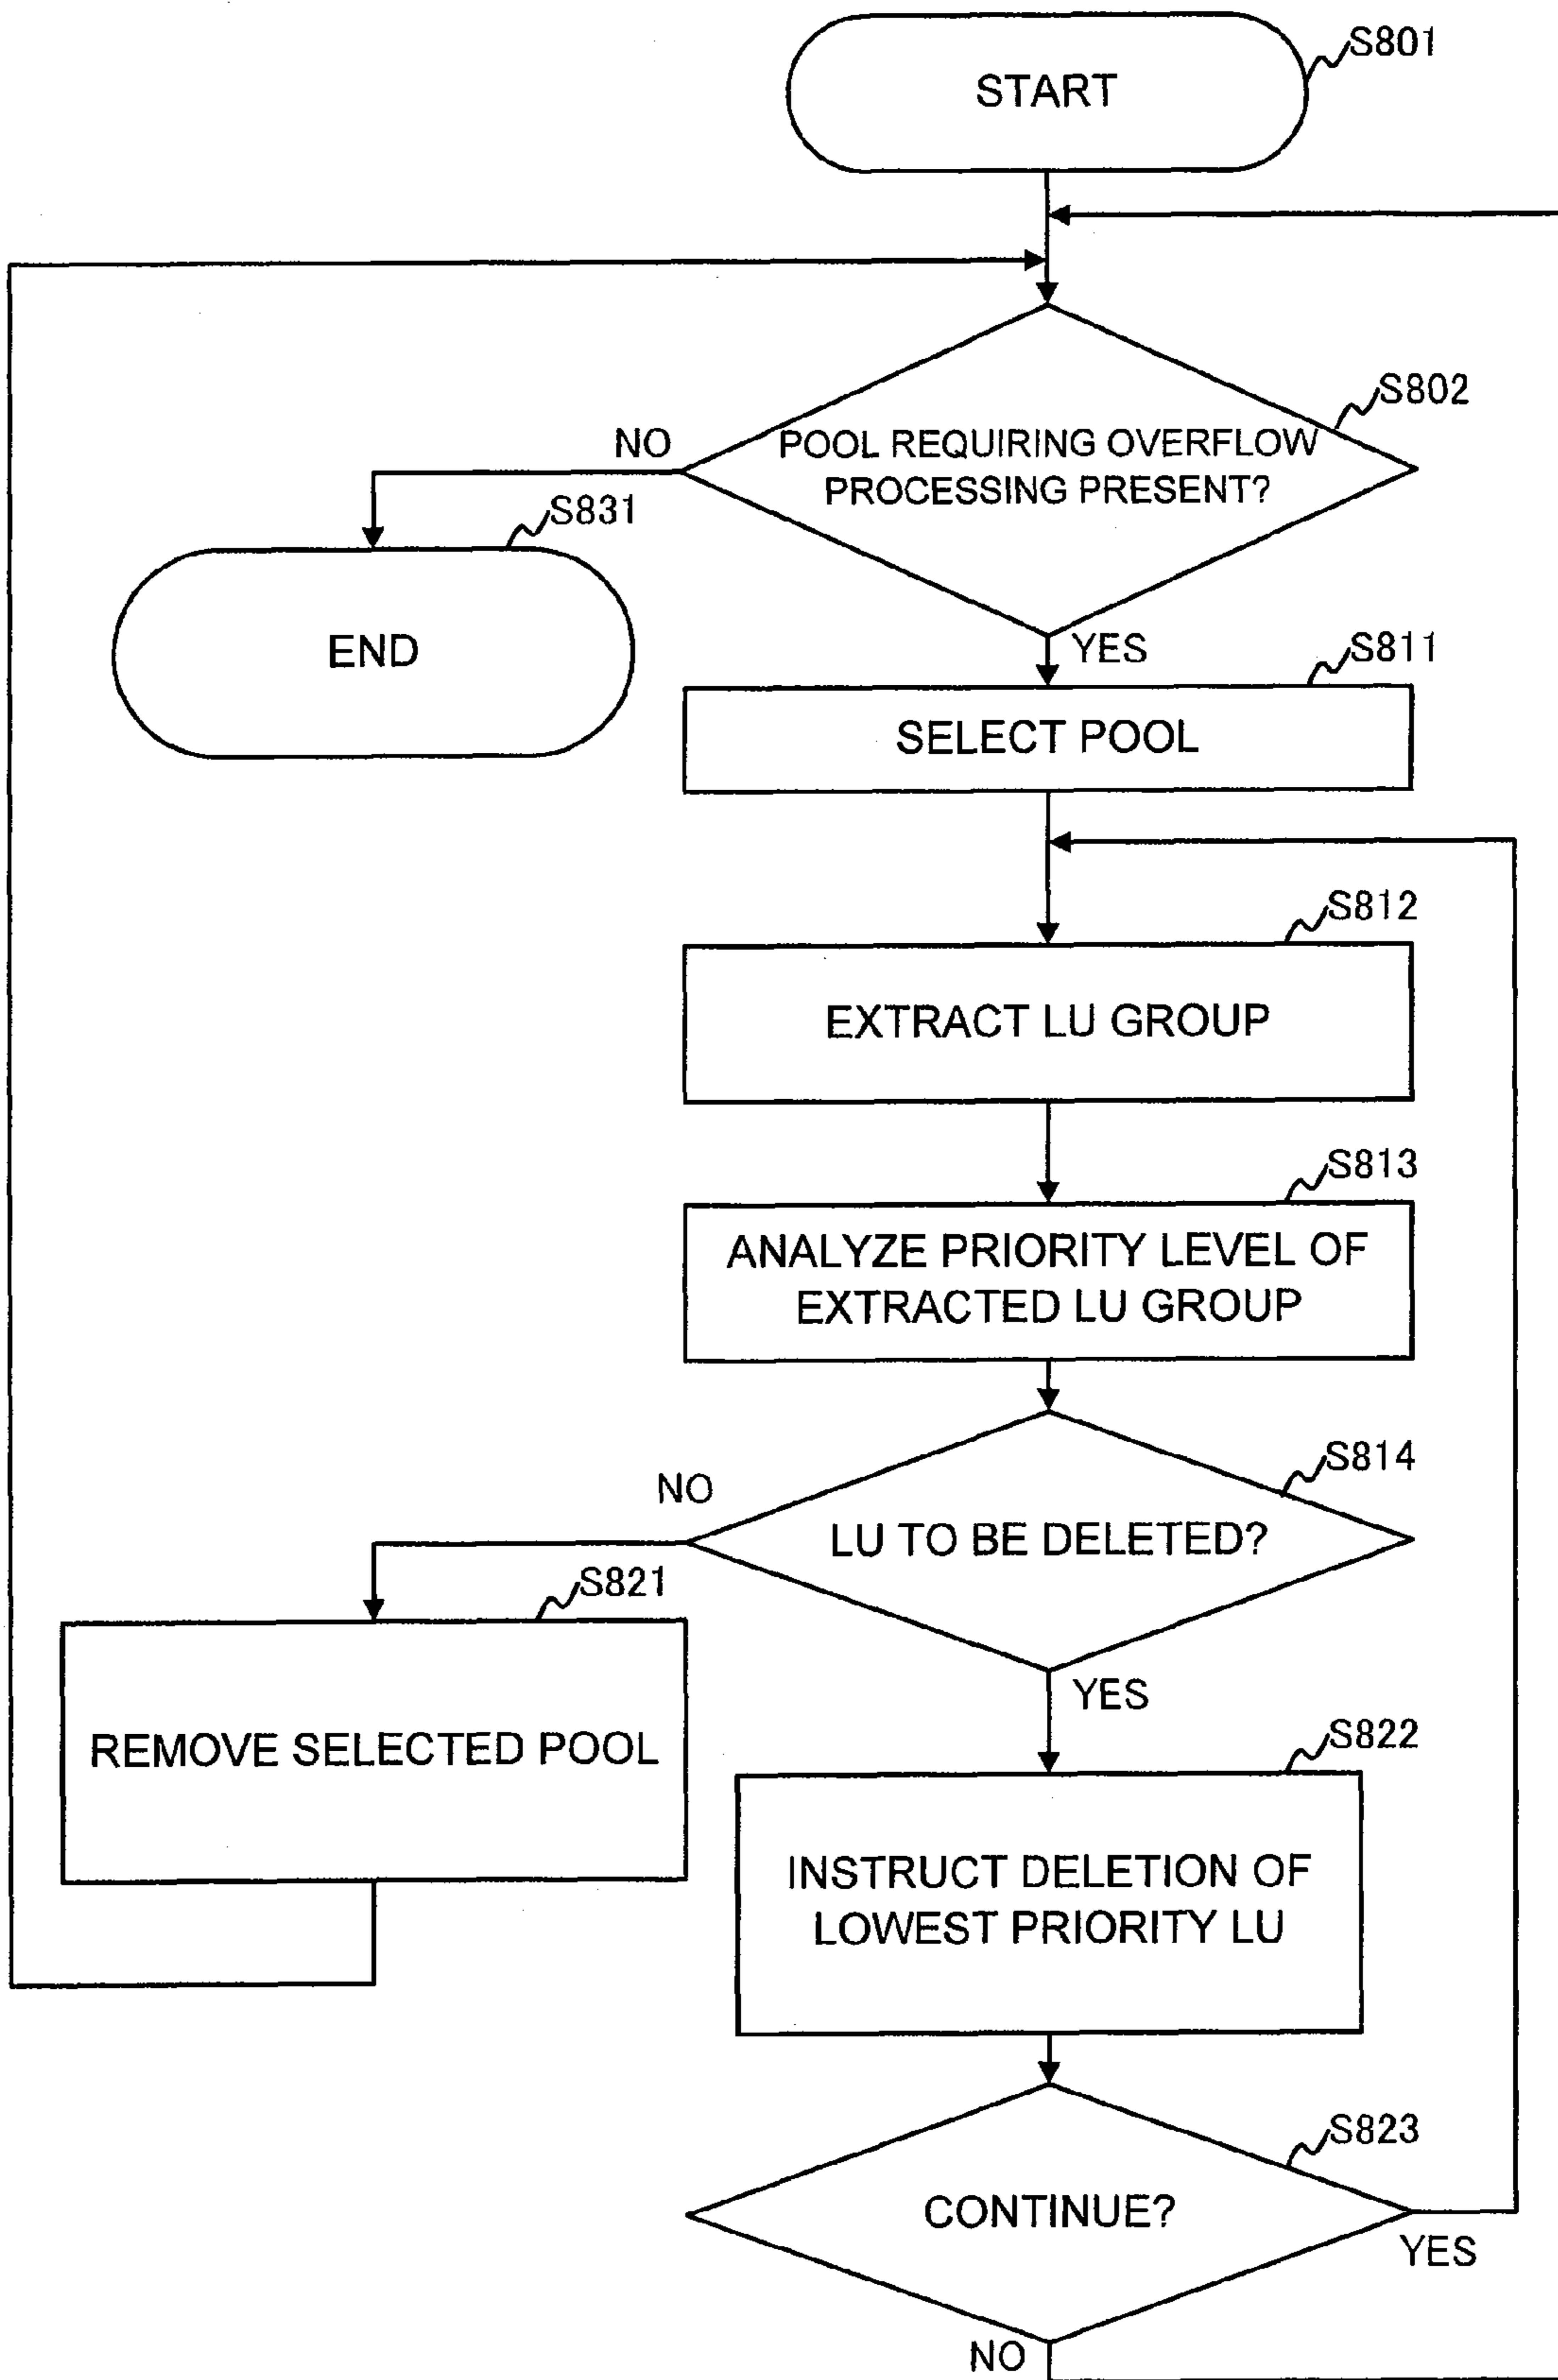 S801
START
S802
NO
POOL REQUIRING OVERFLOW
PROCESSING PRESENT?
S831
END
YES
S811
SELECT POOL
S812
EXTRACT LU GROUP
S813
ANALYZE PRIORITY LEVEL OF
EXTRACTED LU GROUP
S814
NO
LU TO BE DELETED?
S821
REMOVE SELECTED POOL
YES
S822
INSTRUCT DELETION OF
LOWEST PRIORITY LU
S823
CONTINUE?
YES
NO